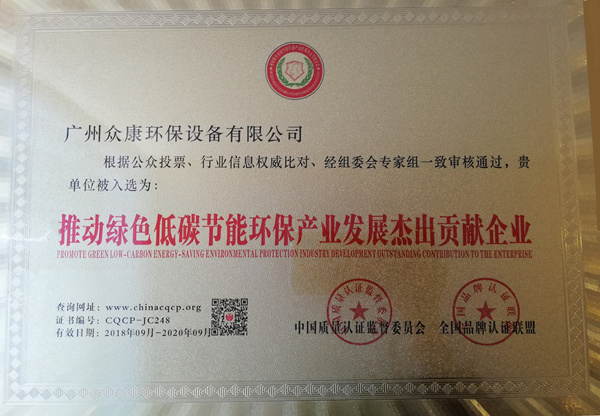 广州众康环保设备有限公司
根据公众投票、行业信息权威比对、经组委会专家组一致审核通过，贵
单位被入选为：
推动绿色低碳节能环保产业发展杰出贡献企业
PROMOTE GREEN LOW-CARBON ENERGY-SAVING ENVIRONMENTAL PROTECTION INDUSTRY DEVELOPMENT OUTSTANDING CONTRIBUTION TO THE ENTERPRISE
查询网址：www.chinacqcp.org
证书编号：CQCP-JC248
有效日期：2018年09月-2020年09月
中国质量认证监督委员会 全国品牌认证联盟